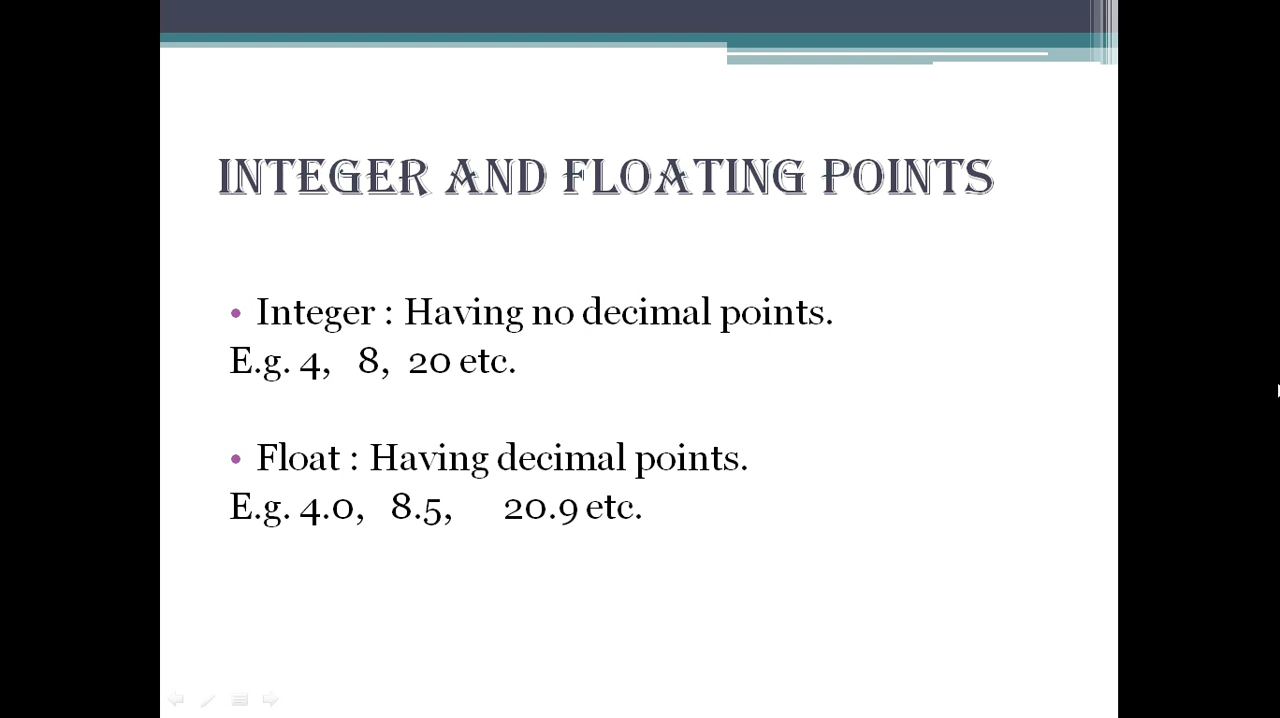 INTEGER AND FLOATING POINTS
• Integer : Having no decimal points.
E.g. 4, 8, 20 etc.
• Float : Having decimal points.
E.g. 4.0, 8.5, 20.9 etc.